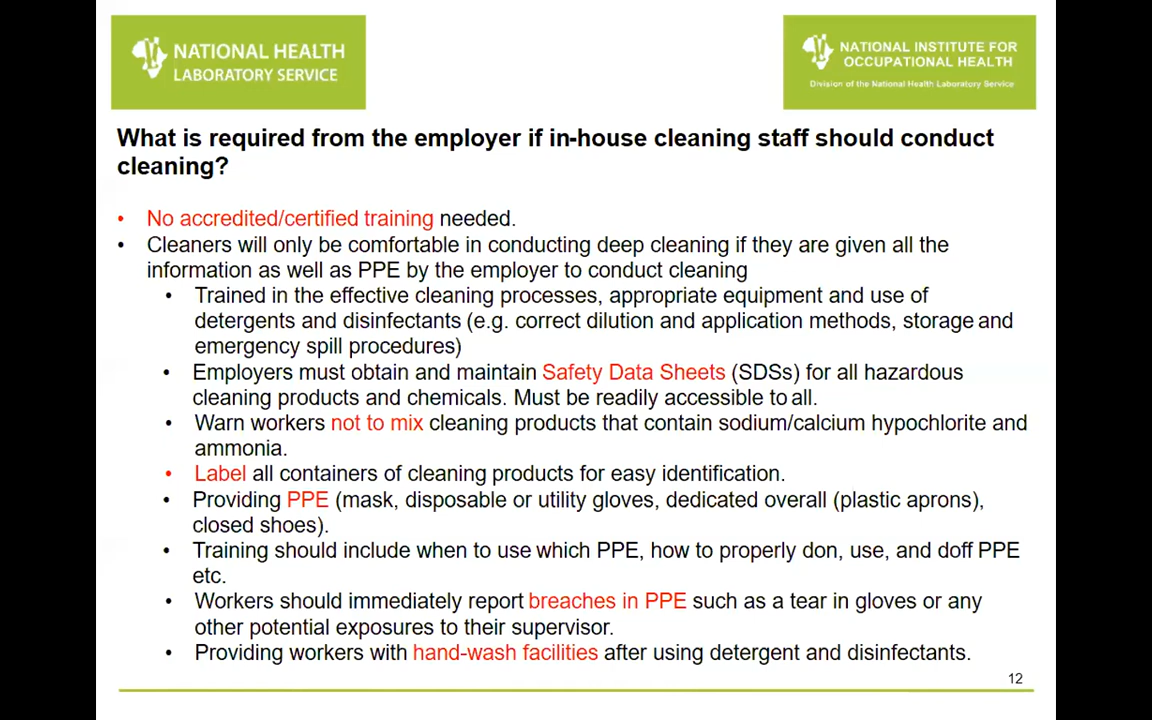 NATIONAL HEALTH
LABORATORY SERVICE
NATIONAL INSTITUTE FOR
OCCUPATIONAL HEALTH
Division of the National Health Laboratory Service
What is required from the employer if in-house cleaning staff should conduct
cleaning?
• No accredited/certified training needed.
• Cleaners will only be comfortable in conducting deep cleaning if they are given all the
information as well as PPE by the employer to conduct cleaning
• Trained in the effective cleaning processes, appropriate equipment and use of
detergents and disinfectants (e.g. correct dilution and application methods, storage and
emergency spill procedures)
• Employers must obtain and maintain Safety Data Sheets (SDSs) for all hazardous
cleaning products and chemicals. Must be readily accessible to all.
• Warn workers not to mix cleaning products that contain sodium/calcium hypochlorite and
ammonia.
• Label all containers of cleaning products for easy identification.
• Providing PPE (mask, disposable or utility gloves, dedicated overall (plastic aprons),
closed shoes).
• Training should include when to use which PPE, how to properly don, use, and doff PPE
etc.
• Workers should immediately report breaches in PPE such as a tear in gloves or any
other potential exposures to their supervisor.
• Providing workers with hand-wash facilities after using detergent and disinfectants.
12